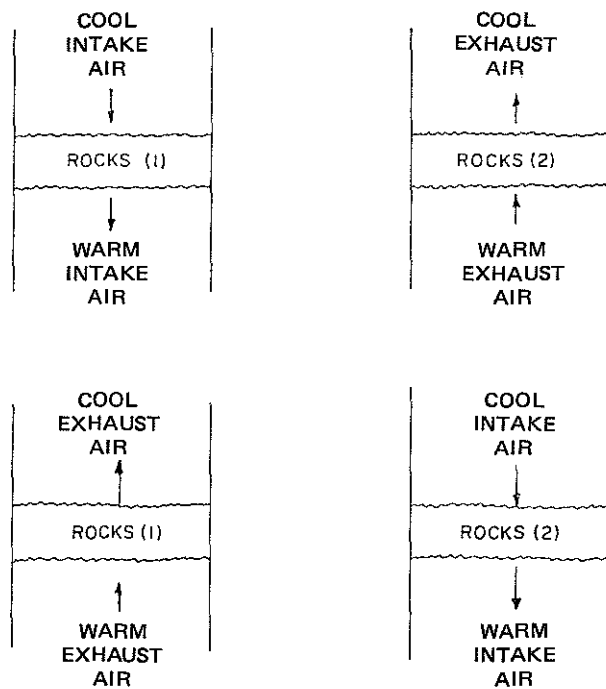 COOL
INTAKE
AIR
ROCKS (1)
WARM
INTAKE
AIR
COOL
EXHAUST
AIR
ROCKS (2)
WARM
EXHAUST
AIR
COOL
EXHAUST
AIR
ROCKS (1)
WARM
EXHAUST
AIR
COOL
INTAKE
AIR
ROCKS (2)
WARM
INTAKE
AIR